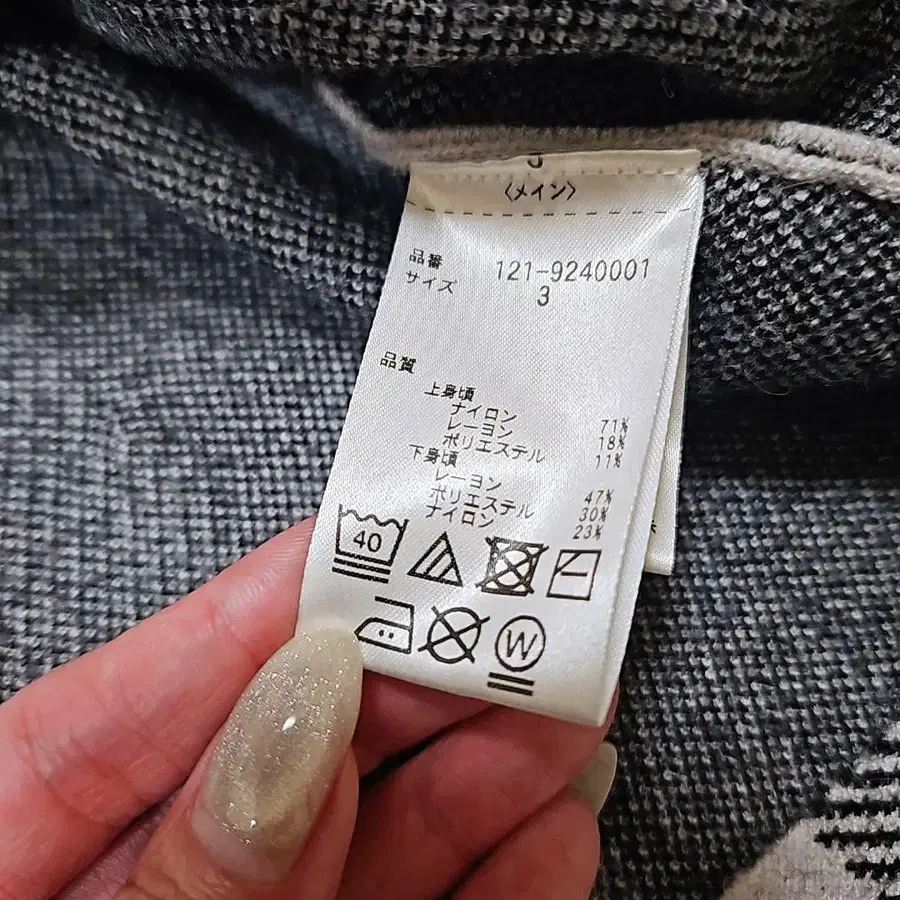 〈メイン〉
品番 121-9240001
サイズ 3
品質
上身頃
ナイロン 71%
レーヨン 18%
ポリエステル 11%
下身頃
レーヨン 47%
ポリエステル 30%
ナイロン 23%
40
W